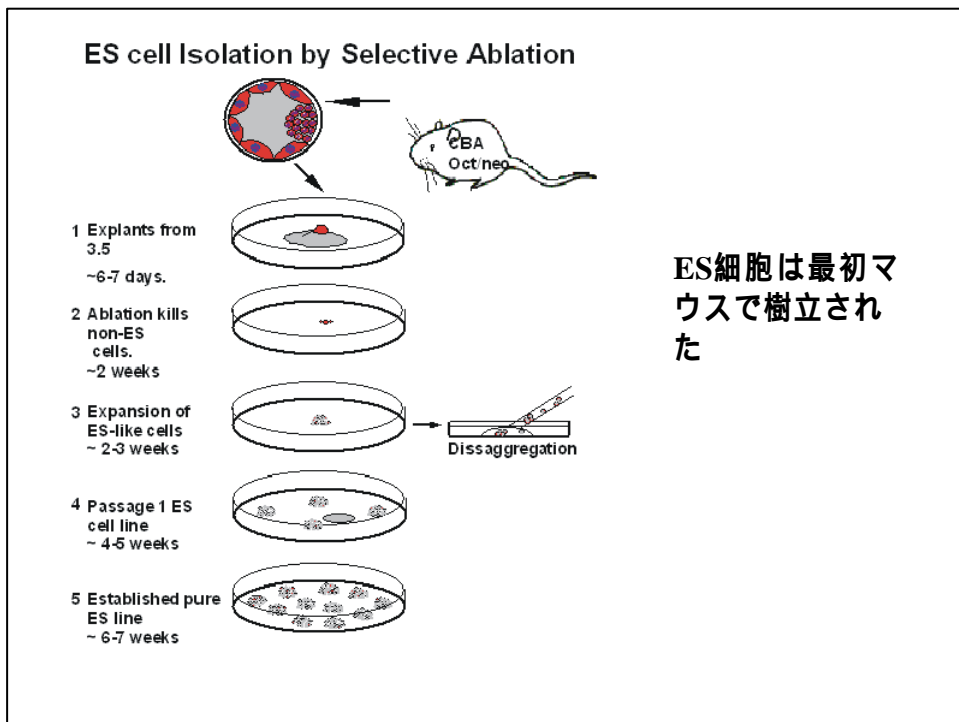 ES cell Isolation by Selective Ablation
CBA
Oct/neo
1 Explants from
3.5
~6-7 days.
2 Ablation kills
non-ES
cells.
~2 weeks
3 Expansion of
ES-like cells
~ 2-3 weeks
Dissaggregation
4 Passage 1 ES
cell line
~ 4-5 weeks
5 Established pure
ES line
~ 6-7 weeks
ES細胞は最初マ
ウスで樹立され
た